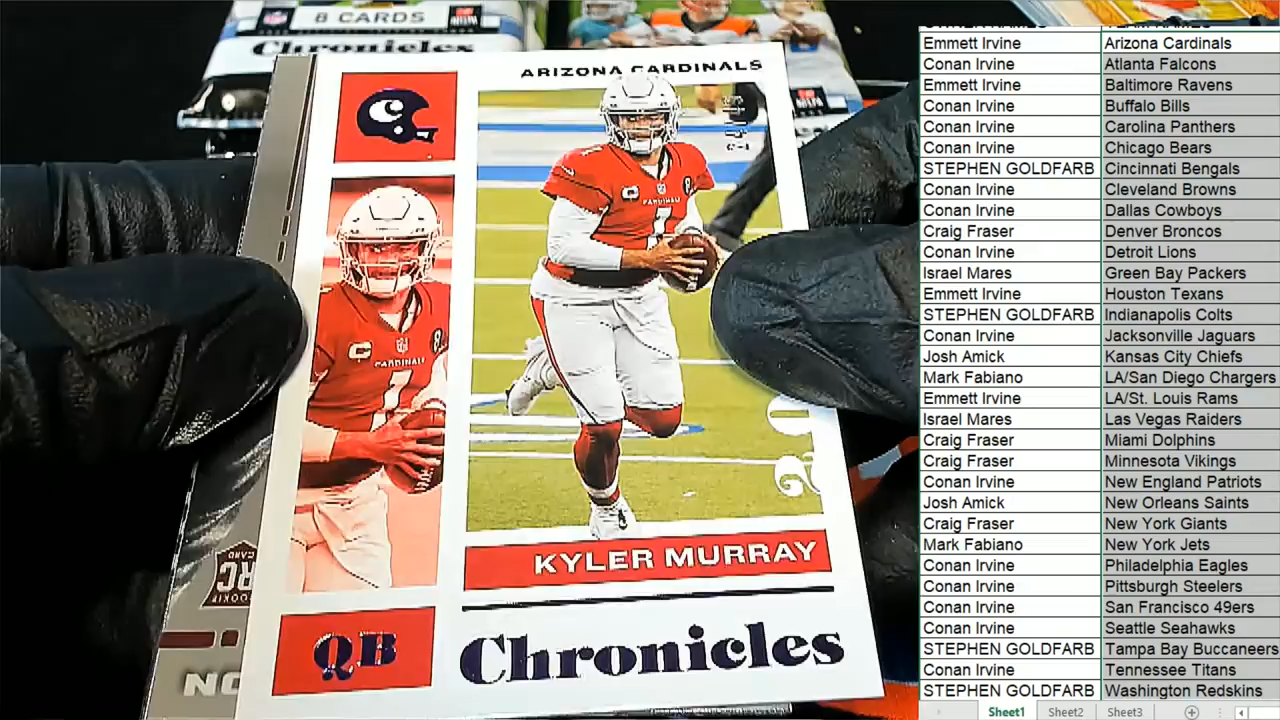 8 CARDS
Chronicles
ARIZONA CARDINALS
CARDINALS
1
C
CARDINALS
1
KYLER MURRAY
QB
Chronicles
RC
Emmett Irvine Arizona Cardinals
Conan Irvine Atlanta Falcons
Emmett Irvine Baltimore Ravens
Conan Irvine Buffalo Bills
Conan Irvine Carolina Panthers
Conan Irvine Chicago Bears
STEPHEN GOLDFARB Cincinnati Bengals
Conan Irvine Cleveland Browns
Conan Irvine Dallas Cowboys
Craig Fraser Denver Broncos
Conan Irvine Detroit Lions
Israel Mares Green Bay Packers
Emmett Irvine Houston Texans
STEPHEN GOLDFARB Indianapolis Colts
Conan Irvine Jacksonville Jaguars
Josh Amick Kansas City Chiefs
Mark Fabiano LA/San Diego Chargers
Emmett Irvine LA/St. Louis Rams
Israel Mares Las Vegas Raiders
Craig Fraser Miami Dolphins
Craig Fraser Minnesota Vikings
Conan Irvine New England Patriots
Josh Amick New Orleans Saints
Craig Fraser New York Giants
Mark Fabiano New York Jets
Conan Irvine Philadelphia Eagles
Conan Irvine Pittsburgh Steelers
Conan Irvine San Francisco 49ers
Conan Irvine Seattle Seahawks
STEPHEN GOLDFARB Tampa Bay Buccaneers
Conan Irvine Tennessee Titans
STEPHEN GOLDFARB Washington Redskins
Sheet1 Sheet2 Sheet3